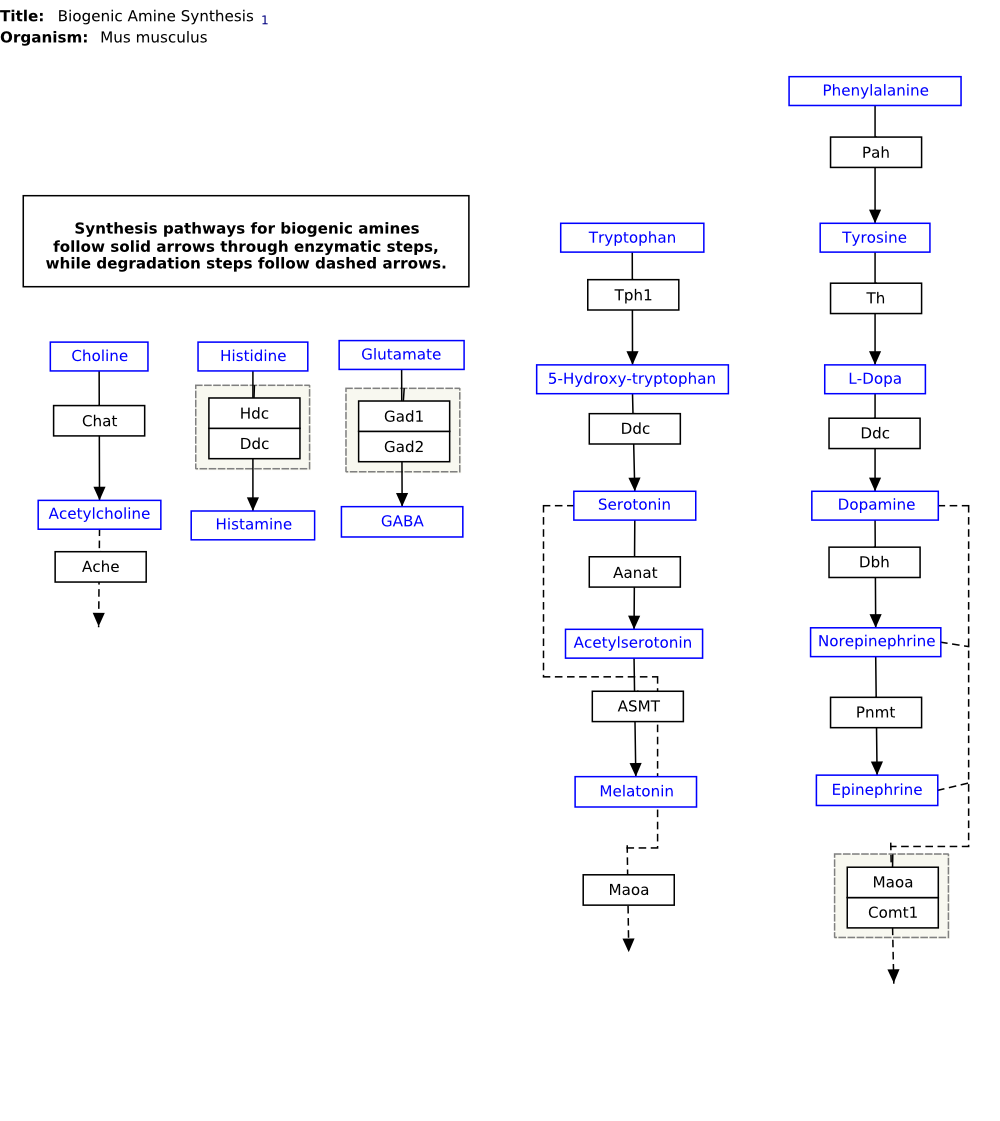 Title: Biogenic Amine Synthesis 1
Organism: Mus musculus
Phenylalanine
Pah
Synthesis pathways for biogenic amines
follow solid arrows through enzymatic steps,
while degradation steps follow dashed arrows.
Tryptophan
Tyrosine
Tph1
Th
Choline
Histidine
Glutamate
5-Hydroxy-tryptophan
L-Dopa
Chat
Hdc
Ddc
Gad1
Gad2
Ddc
Ddc
Acetylcholine
Histamine
GABA
Serotonin
Dopamine
Ache
Aanat
Dbh
Acetylserotonin
Norepinephrine
ASMT
Pnmt
Melatonin
Epinephrine
Maoa
Maoa
Comt1